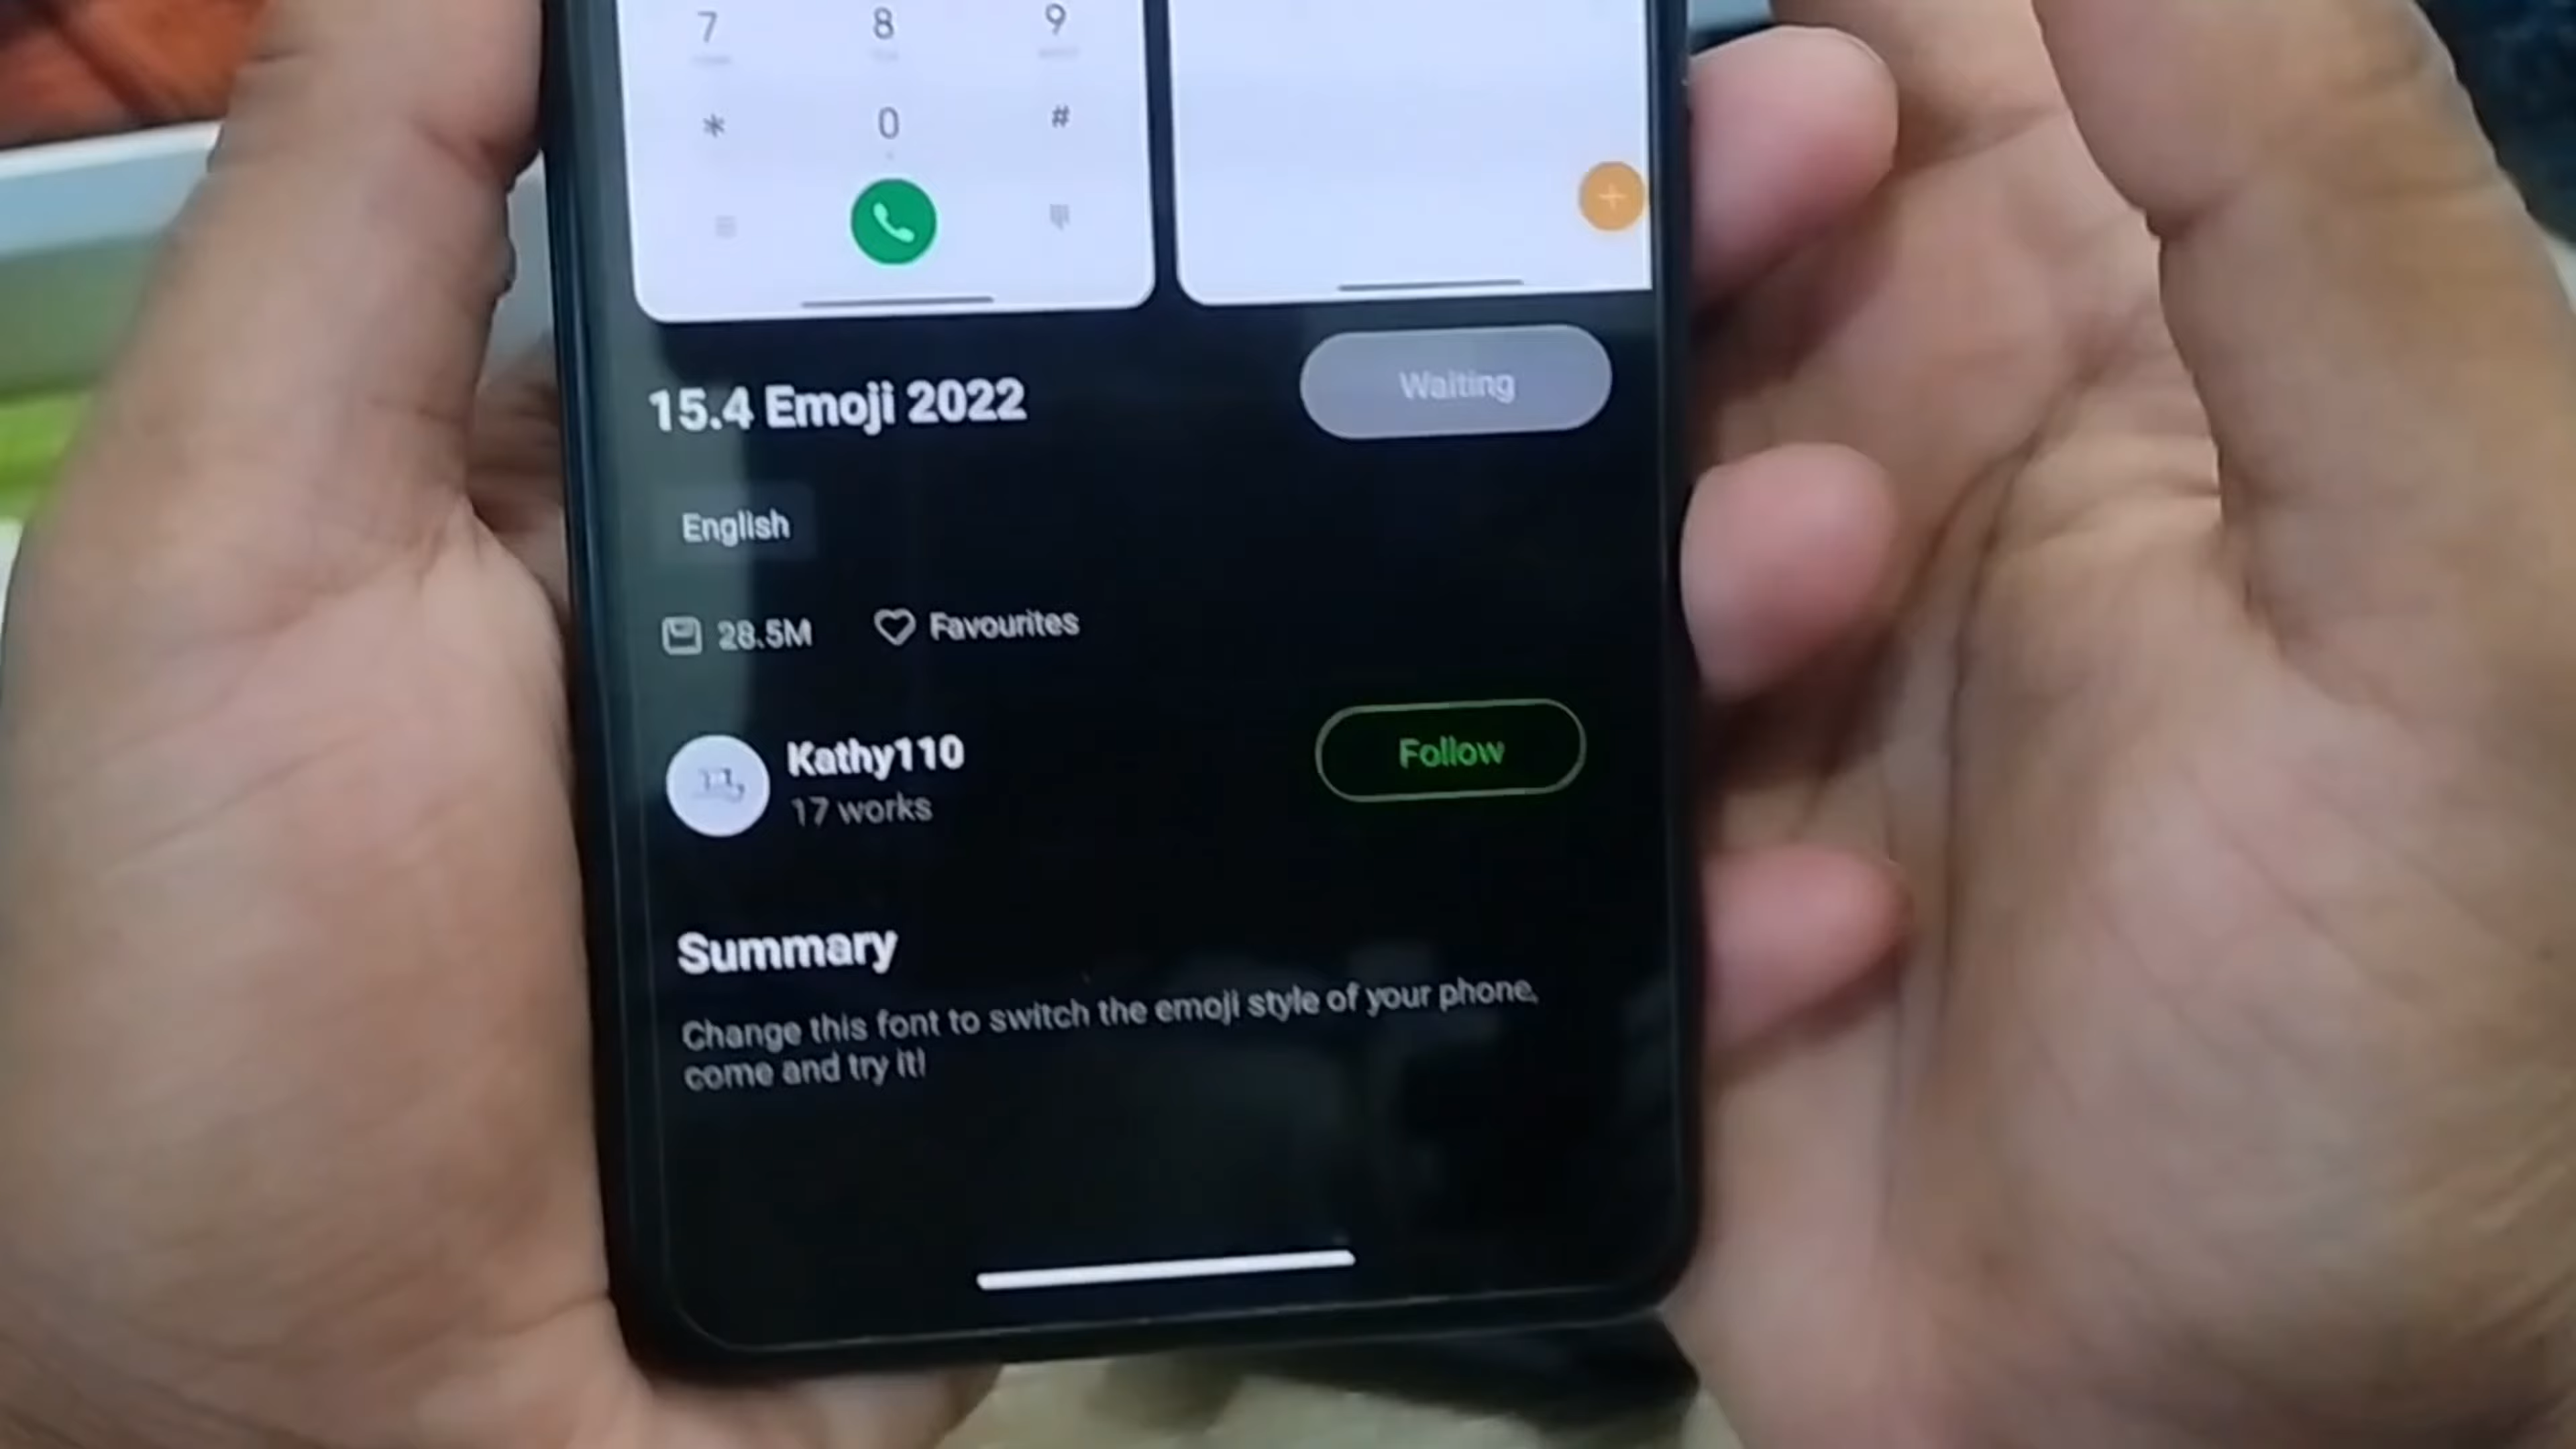 7 8 9
* 0 #
15.4 Emoji 2022
Waiting
English
28.5M Favourites
Kathy110
17 works
Follow
Summary
Change this font to switch the emoji style of your phone,
come and try it!